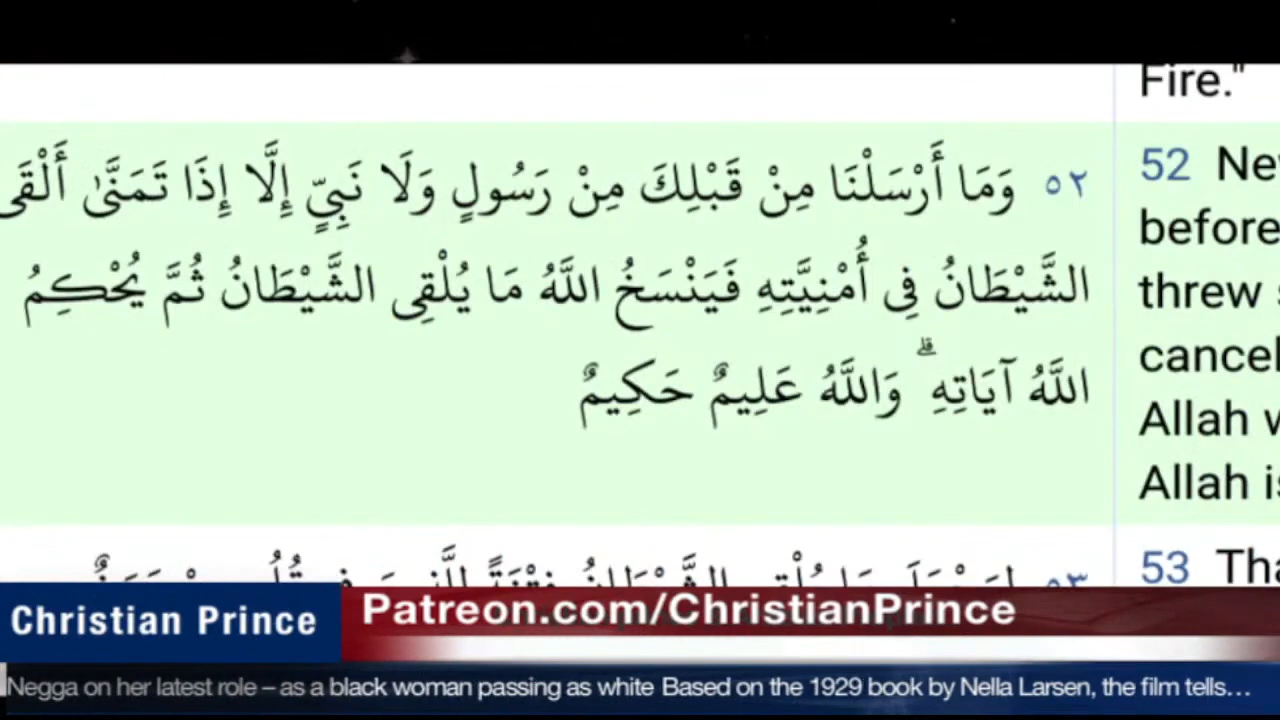 Fire."
٥٢ وَمَا أَرْسَلْنَا مِنْ قَبْلِكَ مِنْ رَسُولٍ وَلَا نَبِيٍّ إِلَّا إِذَا تَمَنَّىٰ أَلْقَى
الشَّيْطَانُ فِي أُمْنِيَّتِهِ فَيَنْسَخُ اللَّهُ مَا يُلْقِي الشَّيْطَانُ ثُمَّ يُحْكِمُ
اللَّهُ آيَاتِهِ ۗ وَاللَّهُ عَلِيمٌ حَكِيمٌ
52 Ne
before
threw
cancel
Allah
Allah
٥٣
53 Tha
Christian Prince
Patreon.com/ChristianPrince
Negga on her latest role – as a black woman passing as white Based on the 1929 book by Nella Larsen, the film tells…